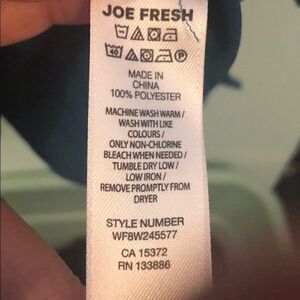 JOE FRESH
40 P
MADE IN
CHINA
100% POLYESTER
MACHINE WASH WARM /
WASH WITH LIKE
COLOURS /
ONLY NON-CHLORINE
BLEACH WHEN NEEDED /
TUMBLE DRY LOW /
LOW IRON /
REMOVE PROMPTLY FROM
DRYER
STYLE NUMBER
WF8W245577
CA 15372
RN 133886